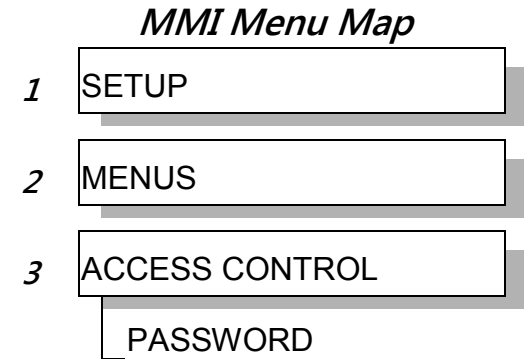 MMI Menu Map
1 SETUP
2 MENUS
3 ACCESS CONTROL
PASSWORD